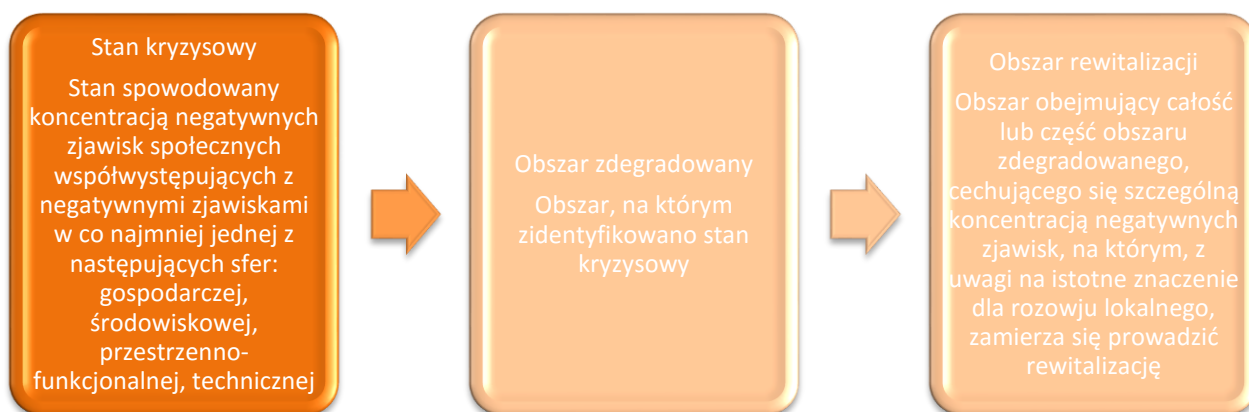 Stan kryzysowy
Stan spowodowany
koncentracją negatywnych
zjawisk społecznych
współwystępujących z
negatywnymi zjawiskami
w co najmniej jednej z
następujących sfer:
gospodarczej,
środowiskowej,
przestrzenno-
funkcjonalnej, technicznej
Obszar zdegradowany
Obszar, na którym
zidentyfikowano stan
kryzysowy
Obszar rewitalizacji
Obszar obejmujący całość
lub część obszaru
zdegradowanego,
cechującego się szczególną
koncentracją negatywnych
zjawisk, na którym, z
uwagi na istotne znaczenie
dla rozowju lokalnego,
zamierza się prowadzić
rewitalizację